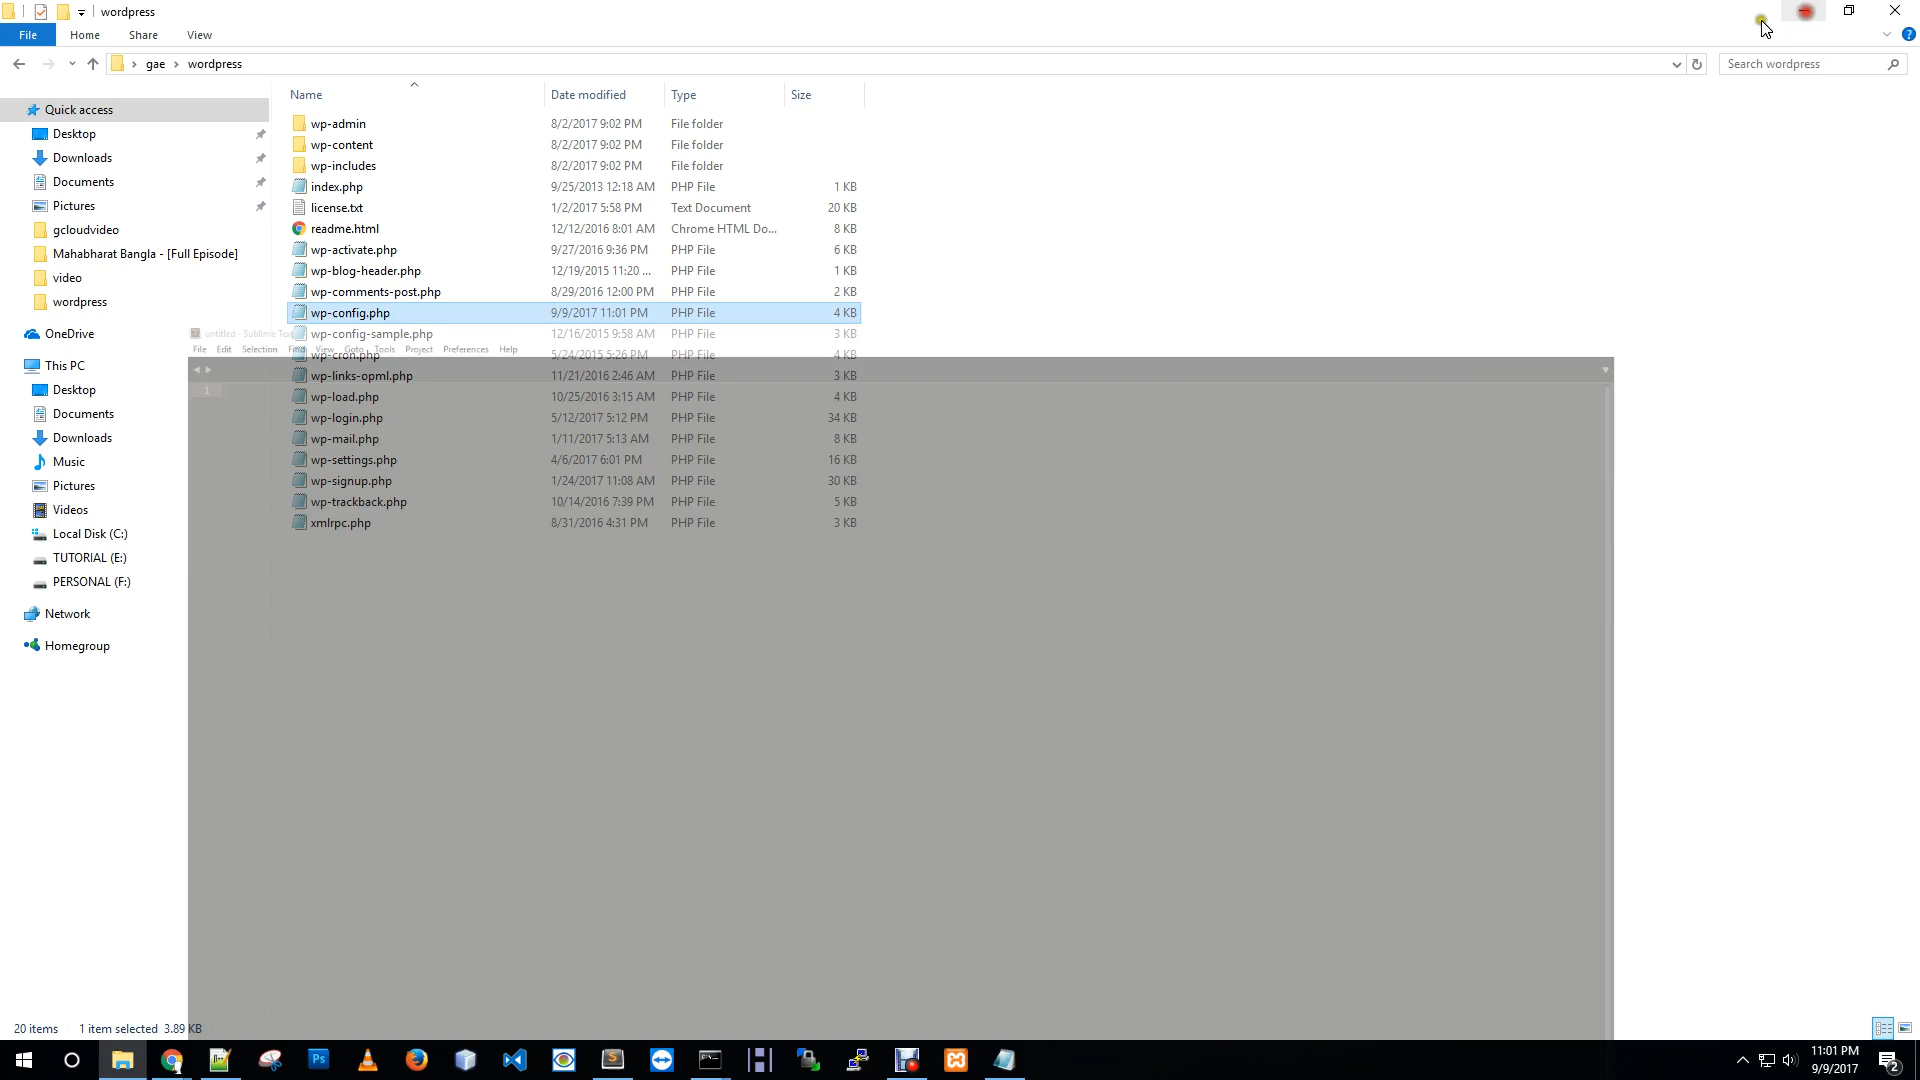 wordpress
File Home Share View
gae wordpress Search wordpress
Name Date modified Type Size
Quick access
Desktop
Downloads
Documents
Pictures
gcloudvideo
Mahabharat Bangla - [Full Episode]
video
wordpress
OneDrive
This PC
Desktop
Documents
Downloads
Music
Pictures
Videos
Local Disk (C:)
TUTORIAL (E:)
PERSONAL (F:)
Network
Homegroup
wp-admin 8/2/2017 9:02 PM File folder
wp-content 8/2/2017 9:02 PM File folder
wp-includes 8/2/2017 9:02 PM File folder
index.php 9/25/2013 12:18 AM PHP File 1 KB
license.txt 1/2/2017 5:58 PM Text Document 20 KB
readme.html 12/12/2016 8:01 AM Chrome HTML Do... 8 KB
wp-activate.php 9/27/2016 9:36 PM PHP File 6 KB
wp-blog-header.php 12/19/2015 11:20 ... PHP File 1 KB
wp-comments-post.php 8/29/2016 12:00 PM PHP File 2 KB
wp-config.php 9/9/2017 11:01 PM PHP File 4 KB
wp-config-sample.php 12/16/2015 9:58 AM PHP File 3 KB
wp-cron.php 5/24/2015 5:26 PM PHP File 4 KB
wp-links-opml.php 11/21/2016 2:46 AM PHP File 3 KB
wp-load.php 10/25/2016 3:15 AM PHP File 4 KB
wp-login.php 5/12/2017 5:12 PM PHP File 34 KB
wp-mail.php 1/11/2017 5:13 AM PHP File 8 KB
wp-settings.php 4/6/2017 6:01 PM PHP File 16 KB
wp-signup.php 1/24/2017 11:08 AM PHP File 30 KB
wp-trackback.php 10/14/2016 7:39 PM PHP File 5 KB
xmlrpc.php 8/31/2016 4:31 PM PHP File 3 KB
untitled - Sublime Text
File Edit Selection Find View Goto Tools Project Preferences Help
1
20 items 1 item selected 3.89 KB
11:01 PM
9/9/2017
2